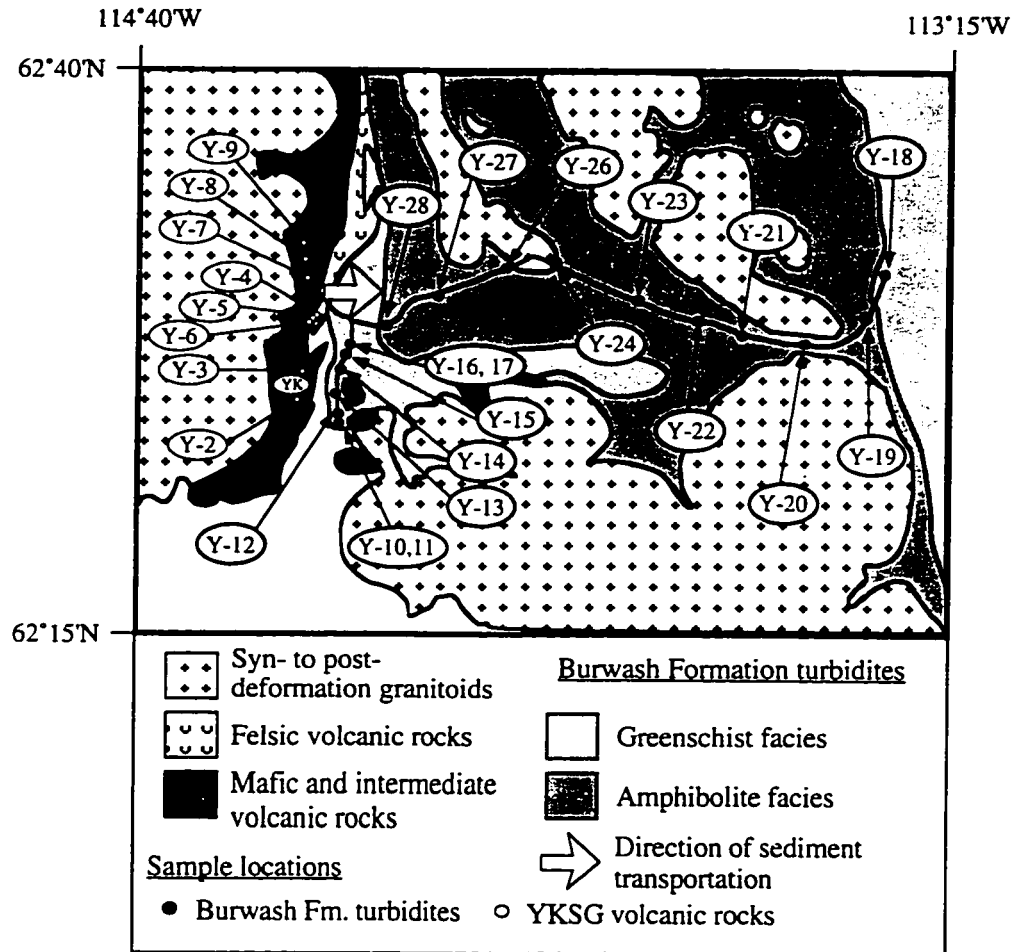 114°40'W
113°15'W
62°40'N
Y-9
Y-8
Y-7
Y-4
Y-5
Y-6
Y-3
YK
Y-2
Y-12
Y-28
Y-27
Y-26
Y-23
Y-21
Y-18
Y-24
Y-16, 17
Y-15
Y-14
Y-13
Y-10,11
Y-22
Y-20
Y-19
62°15'N
Syn- to post-
deformation granitoids
Felsic volcanic rocks
Mafic and intermediate
volcanic rocks
Sample locations
Burwash Fm. turbidites
YKSG volcanic rocks
Burwash Formation turbidites
Greenschist facies
Amphibolite facies
Direction of sediment
transportation